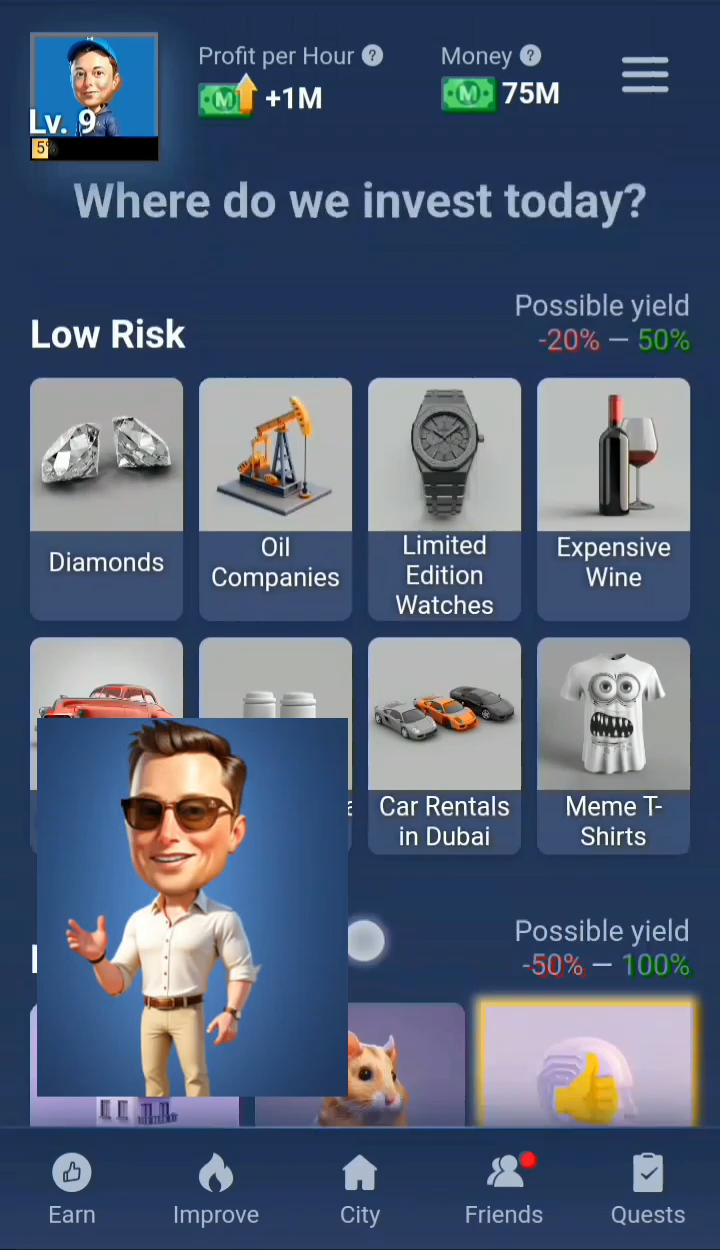 Profit per Hour ?
Money ?
M +1M
M 75M
Lv. 9
5%
Where do we invest today?
Low Risk
Possible yield
-20% — 50%
Diamonds
Oil
Companies
Limited
Edition
Watches
Expensive
Wine
Car Rentals
in Dubai
Meme T-
Shirts
Possible yield
-50% — 100%
Earn
Improve
City
Friends
Quests